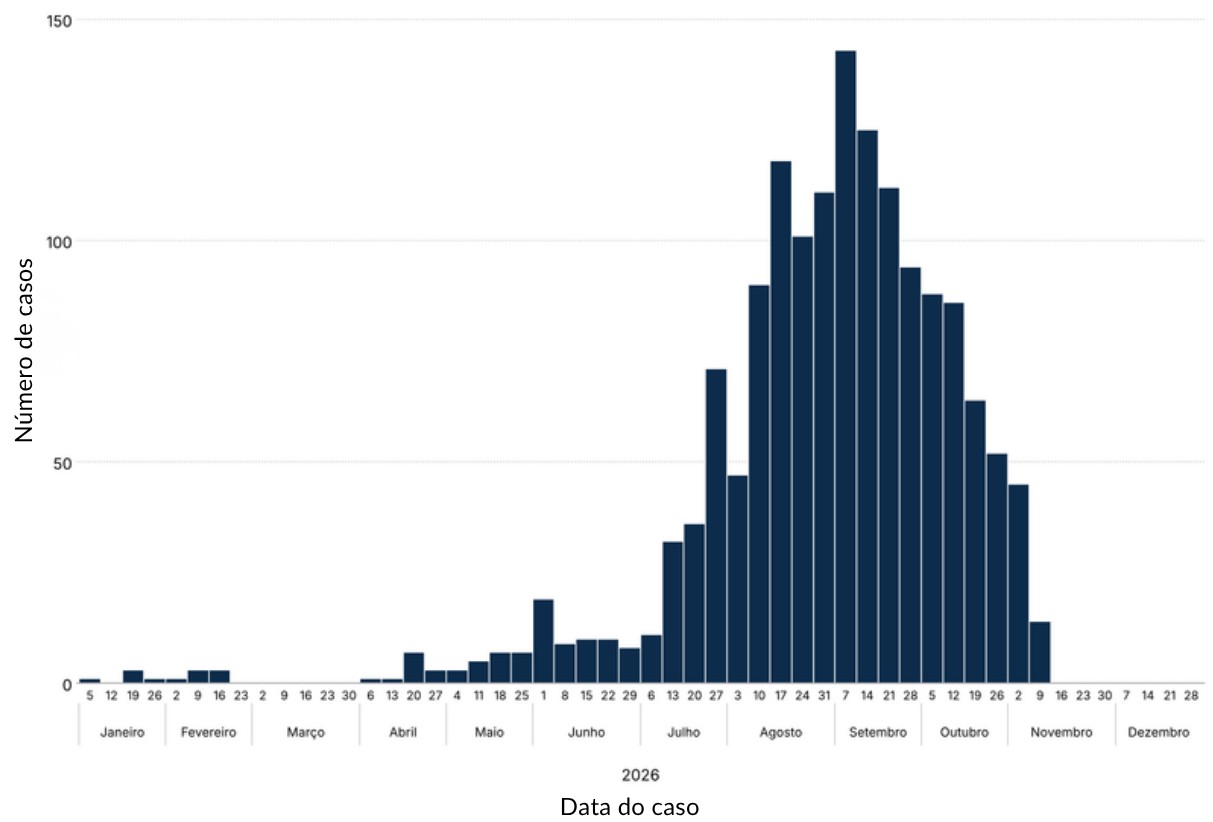 150
100
50
0
Número de casos
5 12 19 26 2 9 16 23 2 9 16 23 30 6 13 20 27 4 11 18 25 1 8 15 22 29 6 13 20 27 3 10 17 24 31 7 14 21 28 5 12 19 26 2 9 16 23 30 7 14 21 28
Janeiro Fevereiro Março Abril Maio Junho Julho Agosto Setembro Outubro Novembro Dezembro
2026
Data do caso